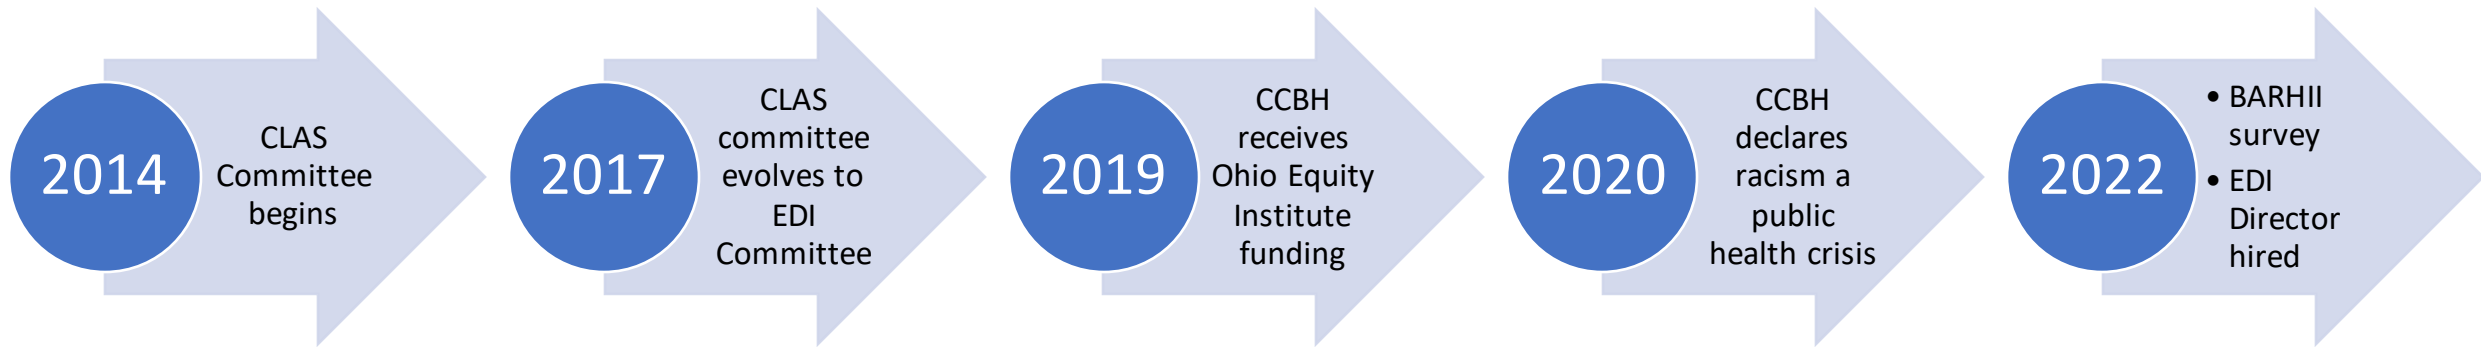 2014
CLAS
Committee
begins
2017
CLAS
committee
evolves to
EDI
Committee
2019
CCBH
receives
Ohio Equity
Institute
funding
2020
CCBH
declares
racism a
public
health crisis
2022
• BARHII
survey
• EDI
Director
hired